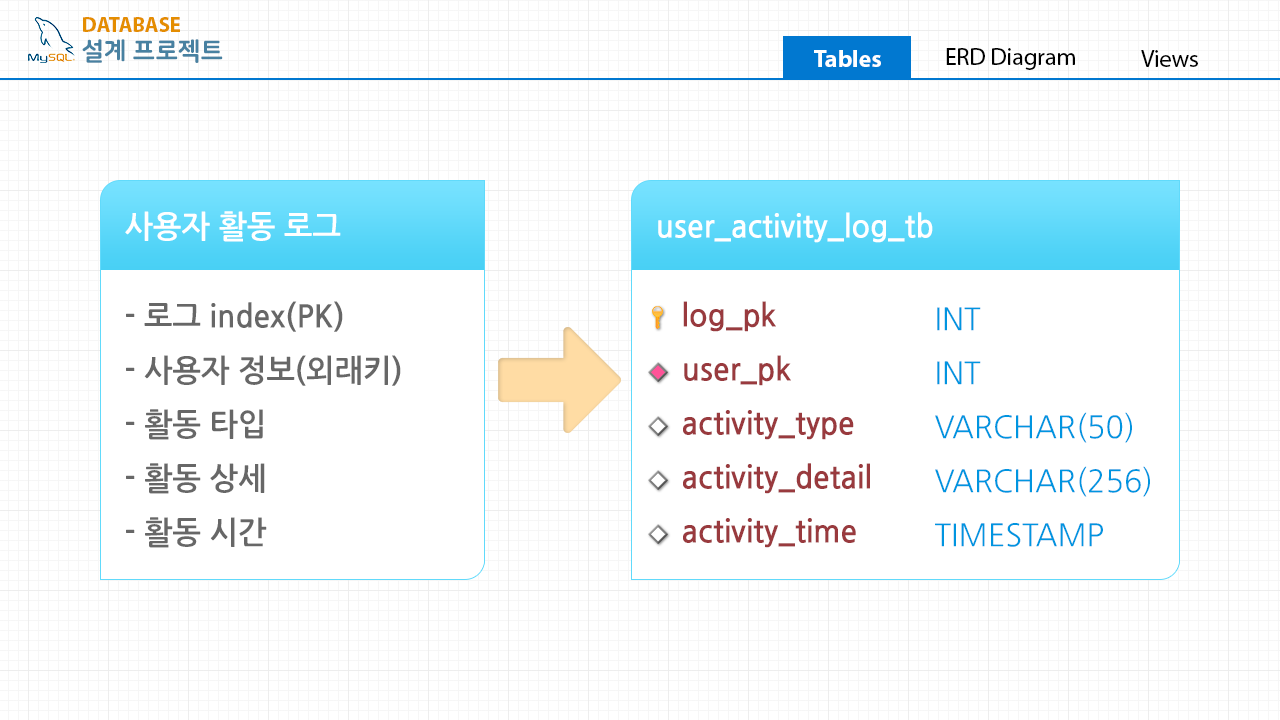 DATABASE
설계 프로젝트
MySQL
Tables
ERD Diagram
Views
사용자 활동 로그
- 로그 index(PK)
- 사용자 정보(외래키)
- 활동 타입
- 활동 상세
- 활동 시간
user_activity_log_tb
log_pk INT
user_pk INT
activity_type VARCHAR(50)
activity_detail VARCHAR(256)
activity_time TIMESTAMP